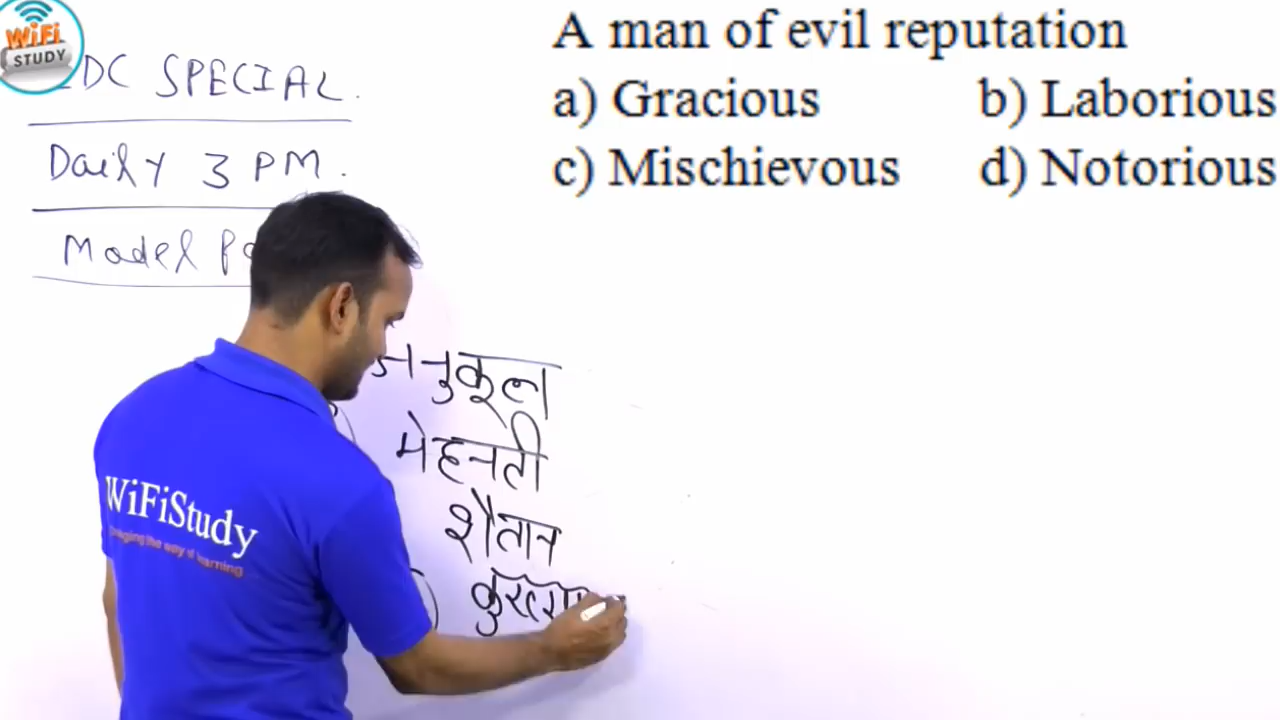 WiFi
STUDY
DC SPECIAL.
Daily 3 PM.
Model
A man of evil reputation
a) Gracious b) Laborious
c) Mischievous d) Notorious
अनुकूल
मेहनती
शैतान
WiFiStudy